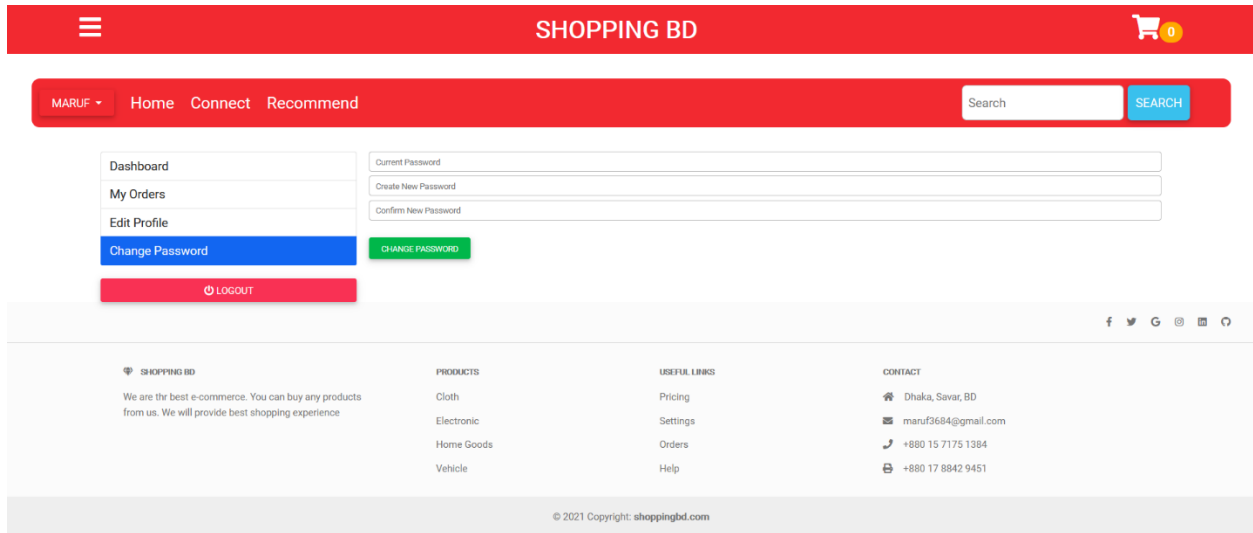 SHOPPING BD
0
MARUF
Home Connect Recommend
Search
SEARCH
Dashboard
My Orders
Edit Profile
Change Password
LOGOUT
Current Password
Create New Password
Confirm New Password
CHANGE PASSWORD
SHOPPING BD
We are thr best e-commerce. You can buy any products
from us. We will provide best shopping experience
PRODUCTS
Cloth
Electronic
Home Goods
Vehicle
USEFUL LINKS
Pricing
Settings
Orders
Help
CONTACT
Dhaka, Savar, BD
maruf3684@gmail.com
+880 15 7175 1384
+880 17 8842 9451
© 2021 Copyright: shoppingbd.com